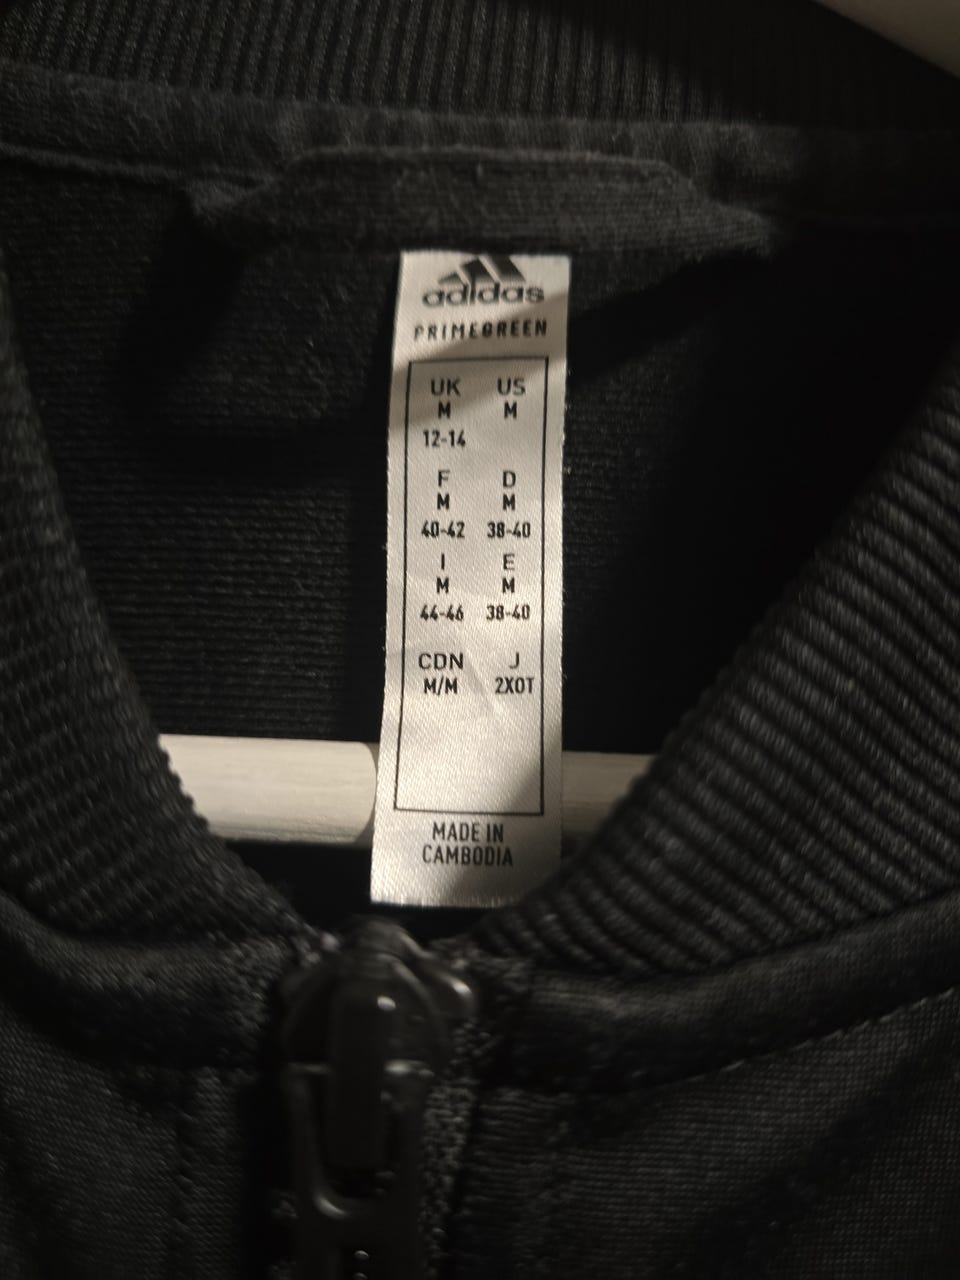 adidas
PRIMEGREEN
UK US
M M
12-14
F D
M M
40-42 38-40
I E
M M
44-46 38-40
CDN J
M/M 2XOT
MADE IN
CAMBODIA